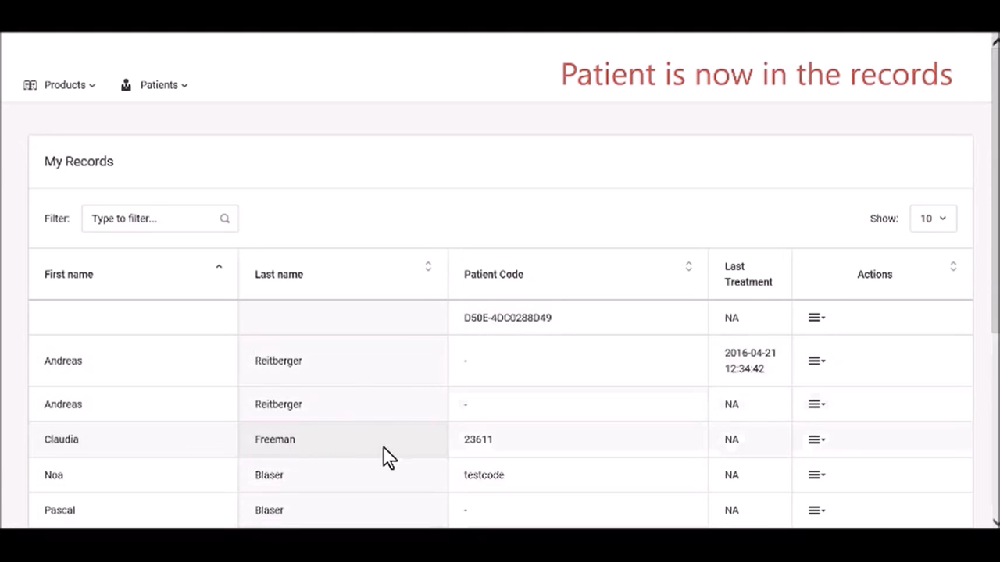 Patient is now in the records
Products
Patients
My Records
Filter:
Type to filter...
Show:
10
First name
Last name
Patient Code
Last Treatment
Actions
D50E-4DC0288D49
NA
Andreas
Reitberger
-
2016-04-21
12:34:42
Andreas
Reitberger
-
NA
Claudia
Freeman
23611
NA
Noa
Blaser
testcode
NA
Pascal
Blaser
-
NA